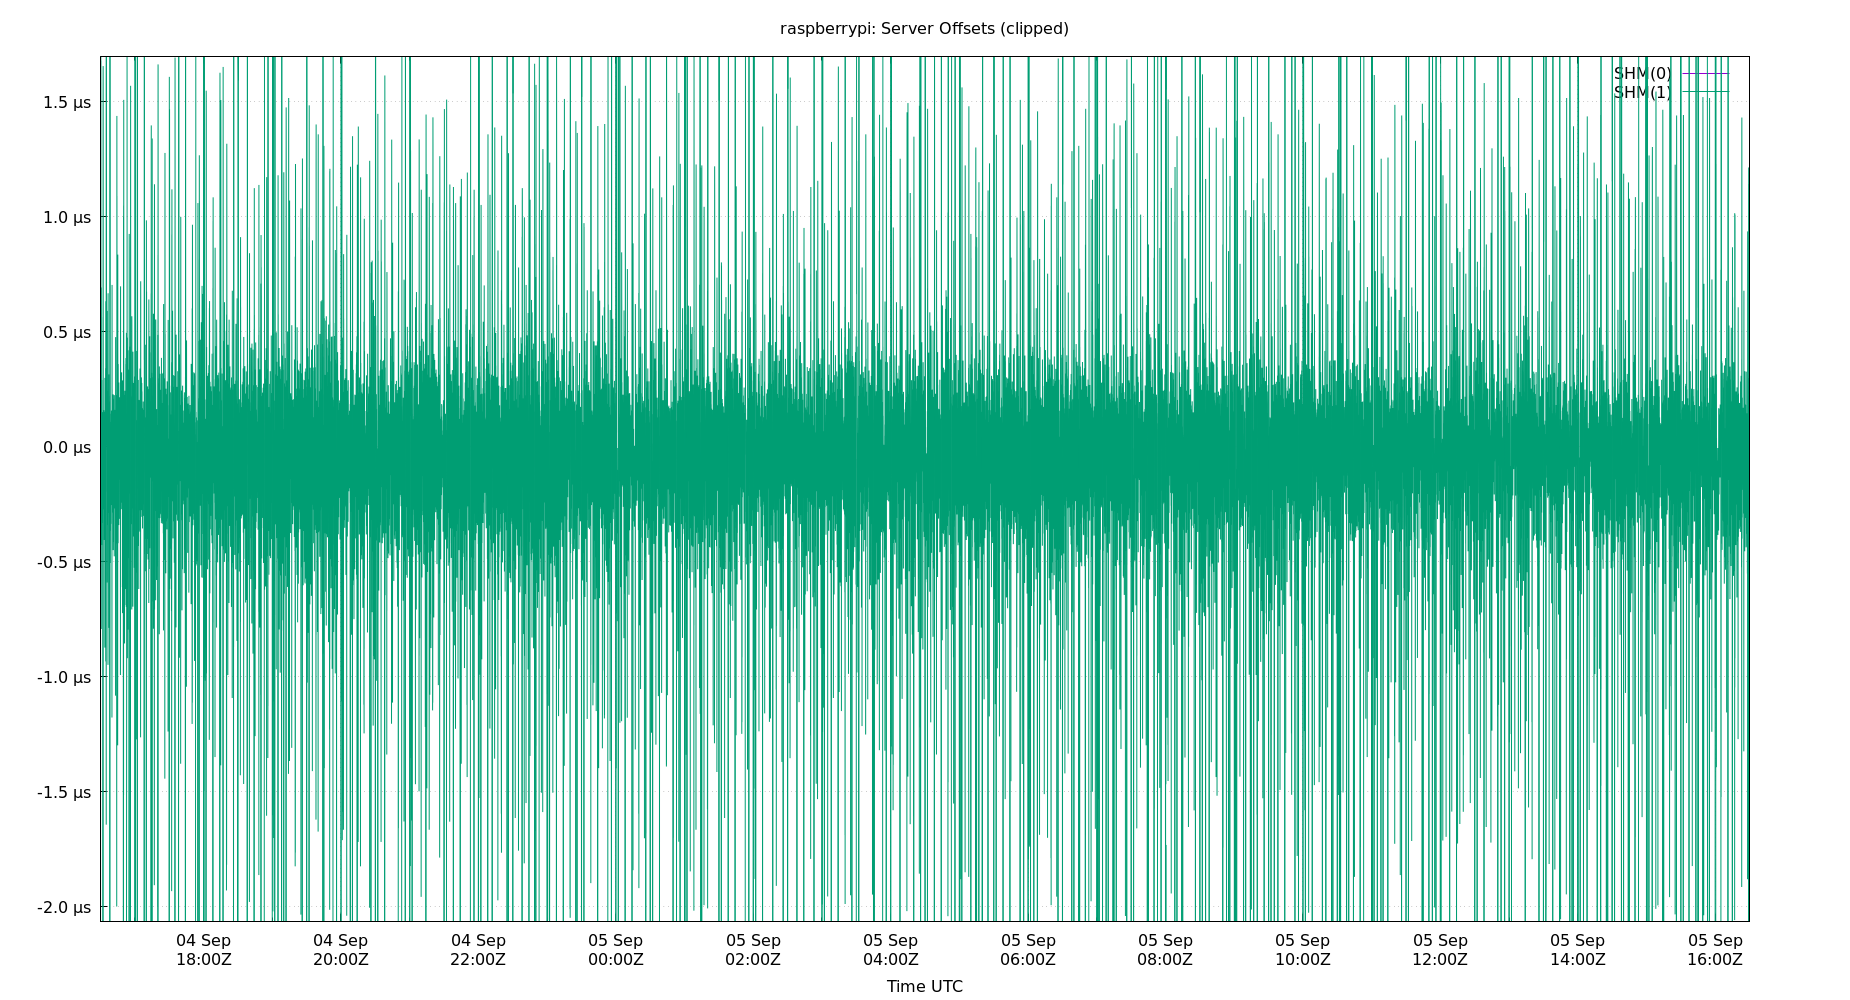 raspberrypi: Server Offsets (clipped)
SHM(0)
SHM(1)
1.5 µs
1.0 µs
0.5 µs
0.0 µs
-0.5 µs
-1.0 µs
-1.5 µs
-2.0 µs
04 Sep 04 Sep 04 Sep 05 Sep 05 Sep 05 Sep 05 Sep 05 Sep 05 Sep 05 Sep 05 Sep 05 Sep
18:00Z 20:00Z 22:00Z 00:00Z 02:00Z 04:00Z 06:00Z 08:00Z 10:00Z 12:00Z 14:00Z 16:00Z
Time UTC